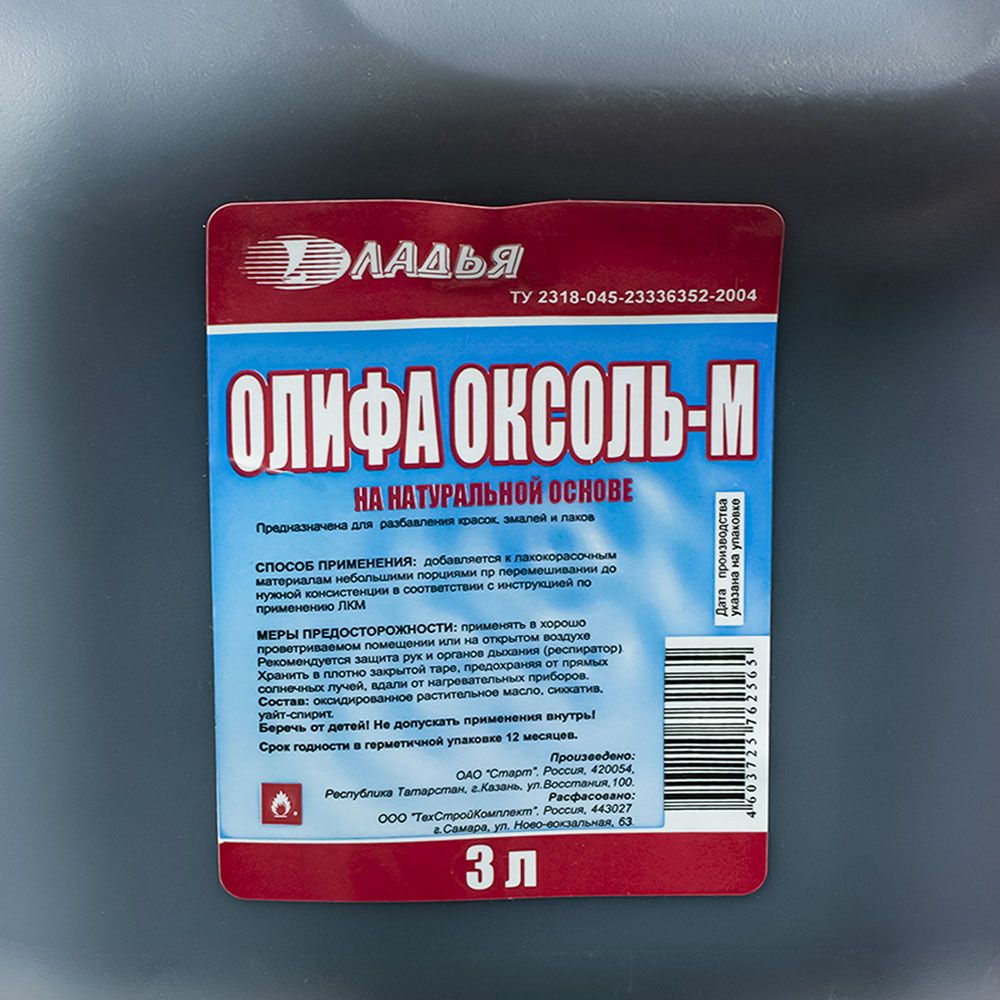 ЛАДЬЯ
ТУ 2318-045-23336352-2004
ОЛИФА ОКСОЛЬ-М
НА НАТУРАЛЬНОЙ ОСНОВЕ
Предназначена для разбавления красок, эмалей и лаков
СПОСОБ ПРИМЕНЕНИЯ: добавляется к лакокорасочным
материалам небольшими порциями пр перемешивании до
нужной консистенции в соответствии с инструкцией по
применению ЛКМ
МЕРЫ ПРЕДОСТОРОЖНОСТИ: применять в хорошо
проветриваемом помещении или на открытом воздухе
Рекомендуется защита рук и органов дыхания (респиратор).
Хранить в плотно закрытой таре, предохраняя от прямых
солнечных лучей, вдали от нагревательных приборов.
Состав: оксидированное растительное масло, сиккатив,
уайт-спирит.
Беречь от детей! Не допускать применения внутрь!
Срок годности в герметичной упаковке 12 месяцев.
Произведено:
ОАО "Старт". Россия, 420054,
Республика Татарстан, г.Казань, ул.Восстания,100.
Расфасовано:
ООО "ТехСтройКомплект". Россия, 443027
г.Самара, ул. Ново-вокзальная, 63
Дата производства
указана на упаковке
4603725762565
3 л